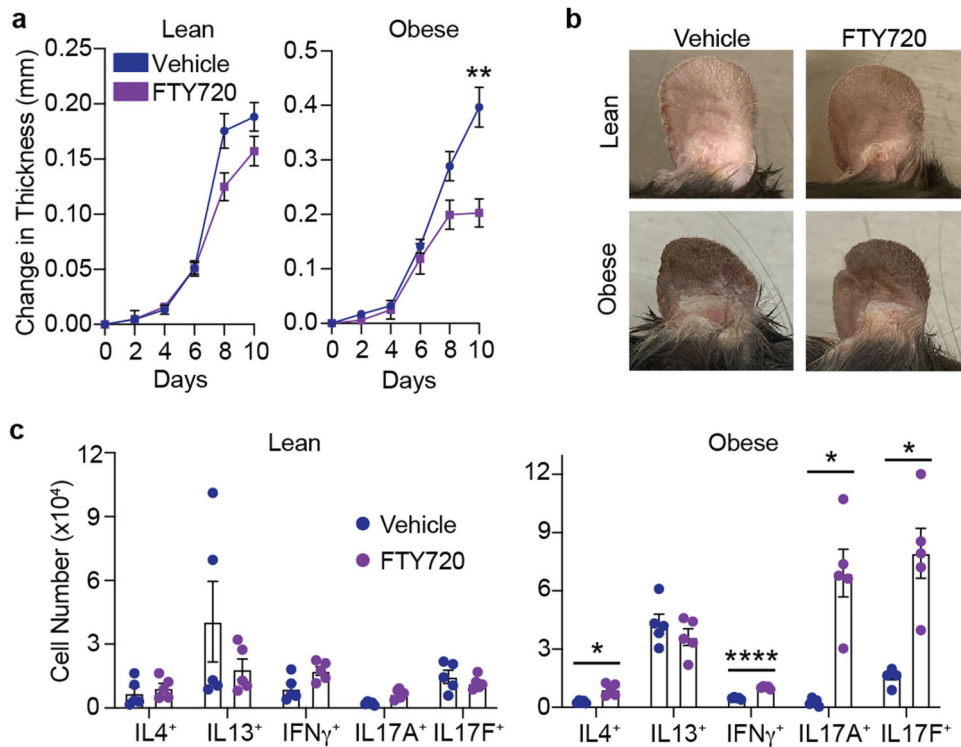 a
Lean
Obese
Vehicle
FTY720
**
Change in Thickness (mm)
0.25
0.20
0.15
0.10
0.05
0.00
0.5
0.4
0.3
0.2
0.1
0.0
0 2 4 6 8 10
0 2 4 6 8 10
Days
Days
b
Vehicle
FTY720
Lean
Obese
c
Lean
Obese
Cell Number (x10⁴)
12
9
6
3
0
Vehicle
FTY720
IL4⁺ IL13⁺ IFNγ⁺ IL17A⁺ IL17F⁺
12
9
6
3
0
*
****
*
*
IL4⁺ IL13⁺ IFNγ⁺ IL17A⁺ IL17F⁺